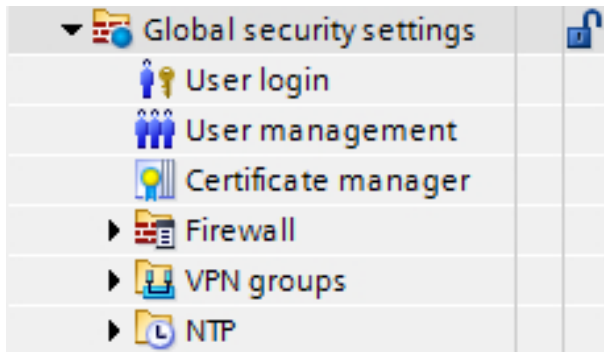 Global security settings
User login
User management
Certificate manager
Firewall
VPN groups
NTP